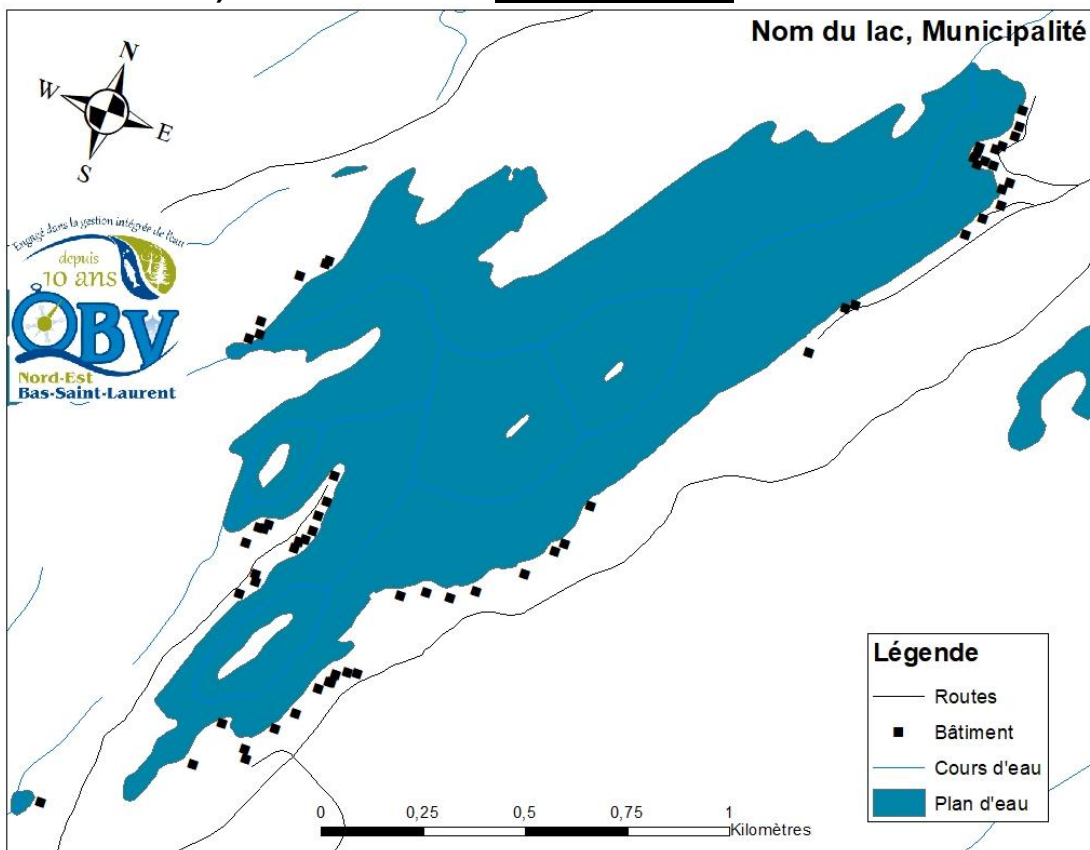 Nom du lac, Municipalité
N
W
E
S
Engagé dans la gestion intégrée de l'eau
depuis
10 ans
OBV
Nord-Est
Bas-Saint-Laurent
Légende
Routes
Bâtiment
Cours d'eau
Plan d'eau
0 0,25 0,5 0,75 1
Kilomètres